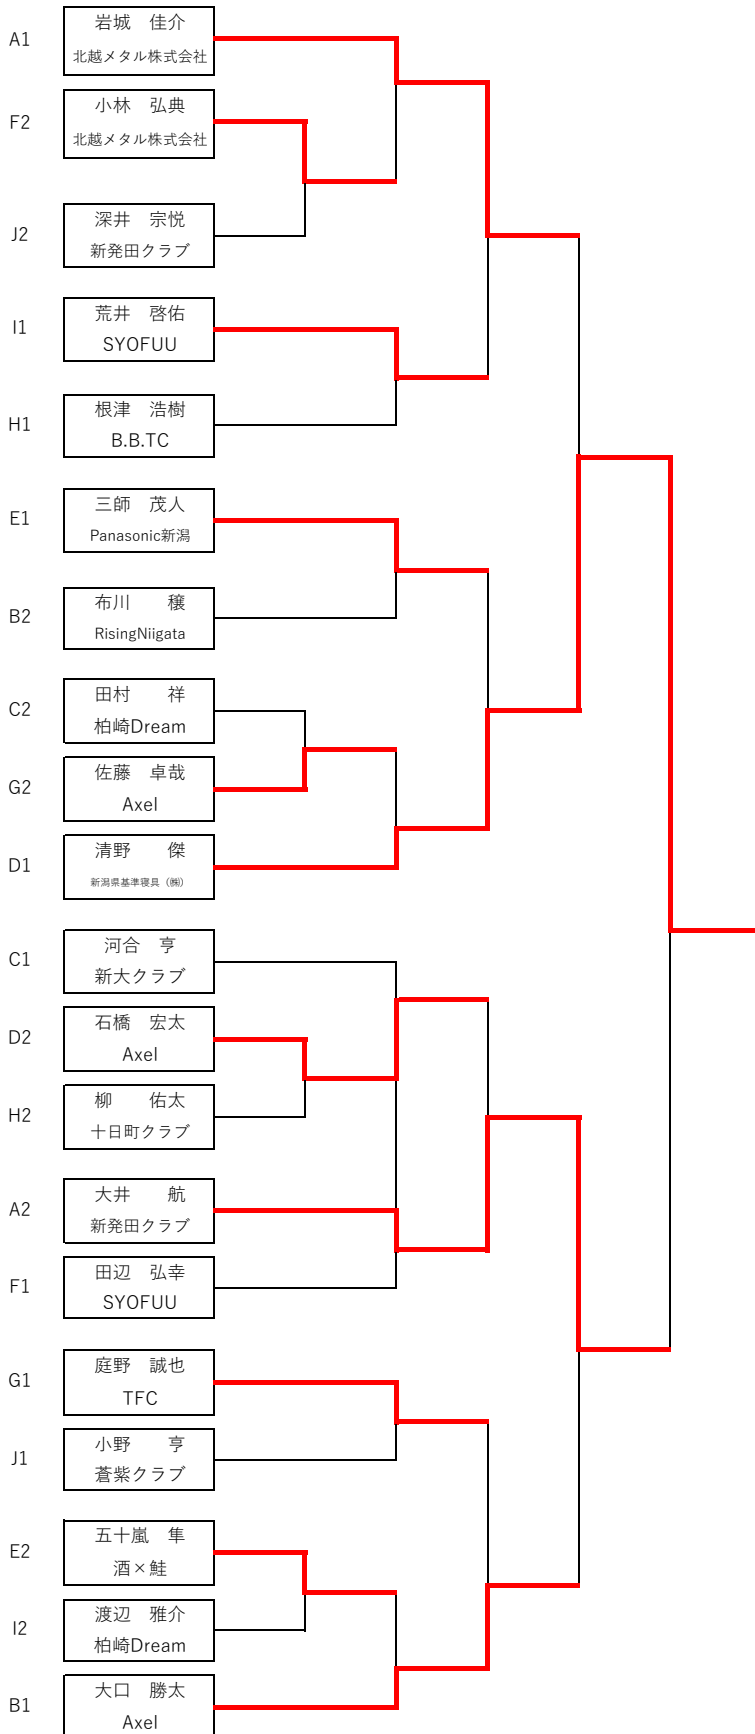 A1
岩城　佳介
北越メタル株式会社
F2
小林　弘典
北越メタル株式会社
J2
深井　宗悦
新発田クラブ
I1
荒井　啓佑
SYOFUU
H1
根津　浩樹
B.B.TC
E1
三師　茂人
Panasonic新潟
B2
布川　　穣
RisingNiigata
C2
田村　　祥
柏崎Dream
G2
佐藤　卓哉
Axel
D1
清野　　傑
新潟県基準寝具（㈱）
C1
河合　亨
新大クラブ
D2
石橋　宏太
Axel
H2
柳　　佑太
十日町クラブ
A2
大井　　航
新発田クラブ
F1
田辺　弘幸
SYOFUU
G1
庭野　誠也
TFC
J1
小野　　亨
蒼紫クラブ
E2
五十嵐　隼
酒×鮭
I2
渡辺　雅介
柏崎Dream
B1
大口　勝太
Axel